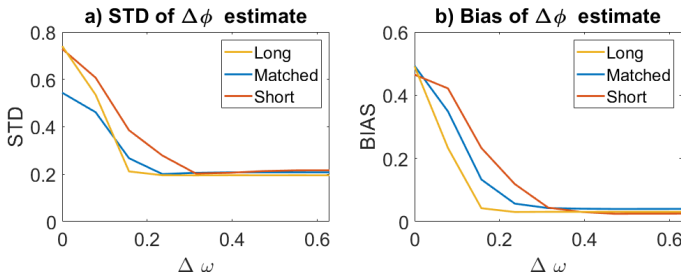 a) STD of Δϕ estimate
STD
0.8
0.6
0.4
0.2
0
0
0.2
0.4
0.6
Δ ω
Long
Matched
Short
b) Bias of Δϕ estimate
BIAS
0.6
0.4
0.2
0
0
0.2
0.4
0.6
Δ ω
Long
Matched
Short